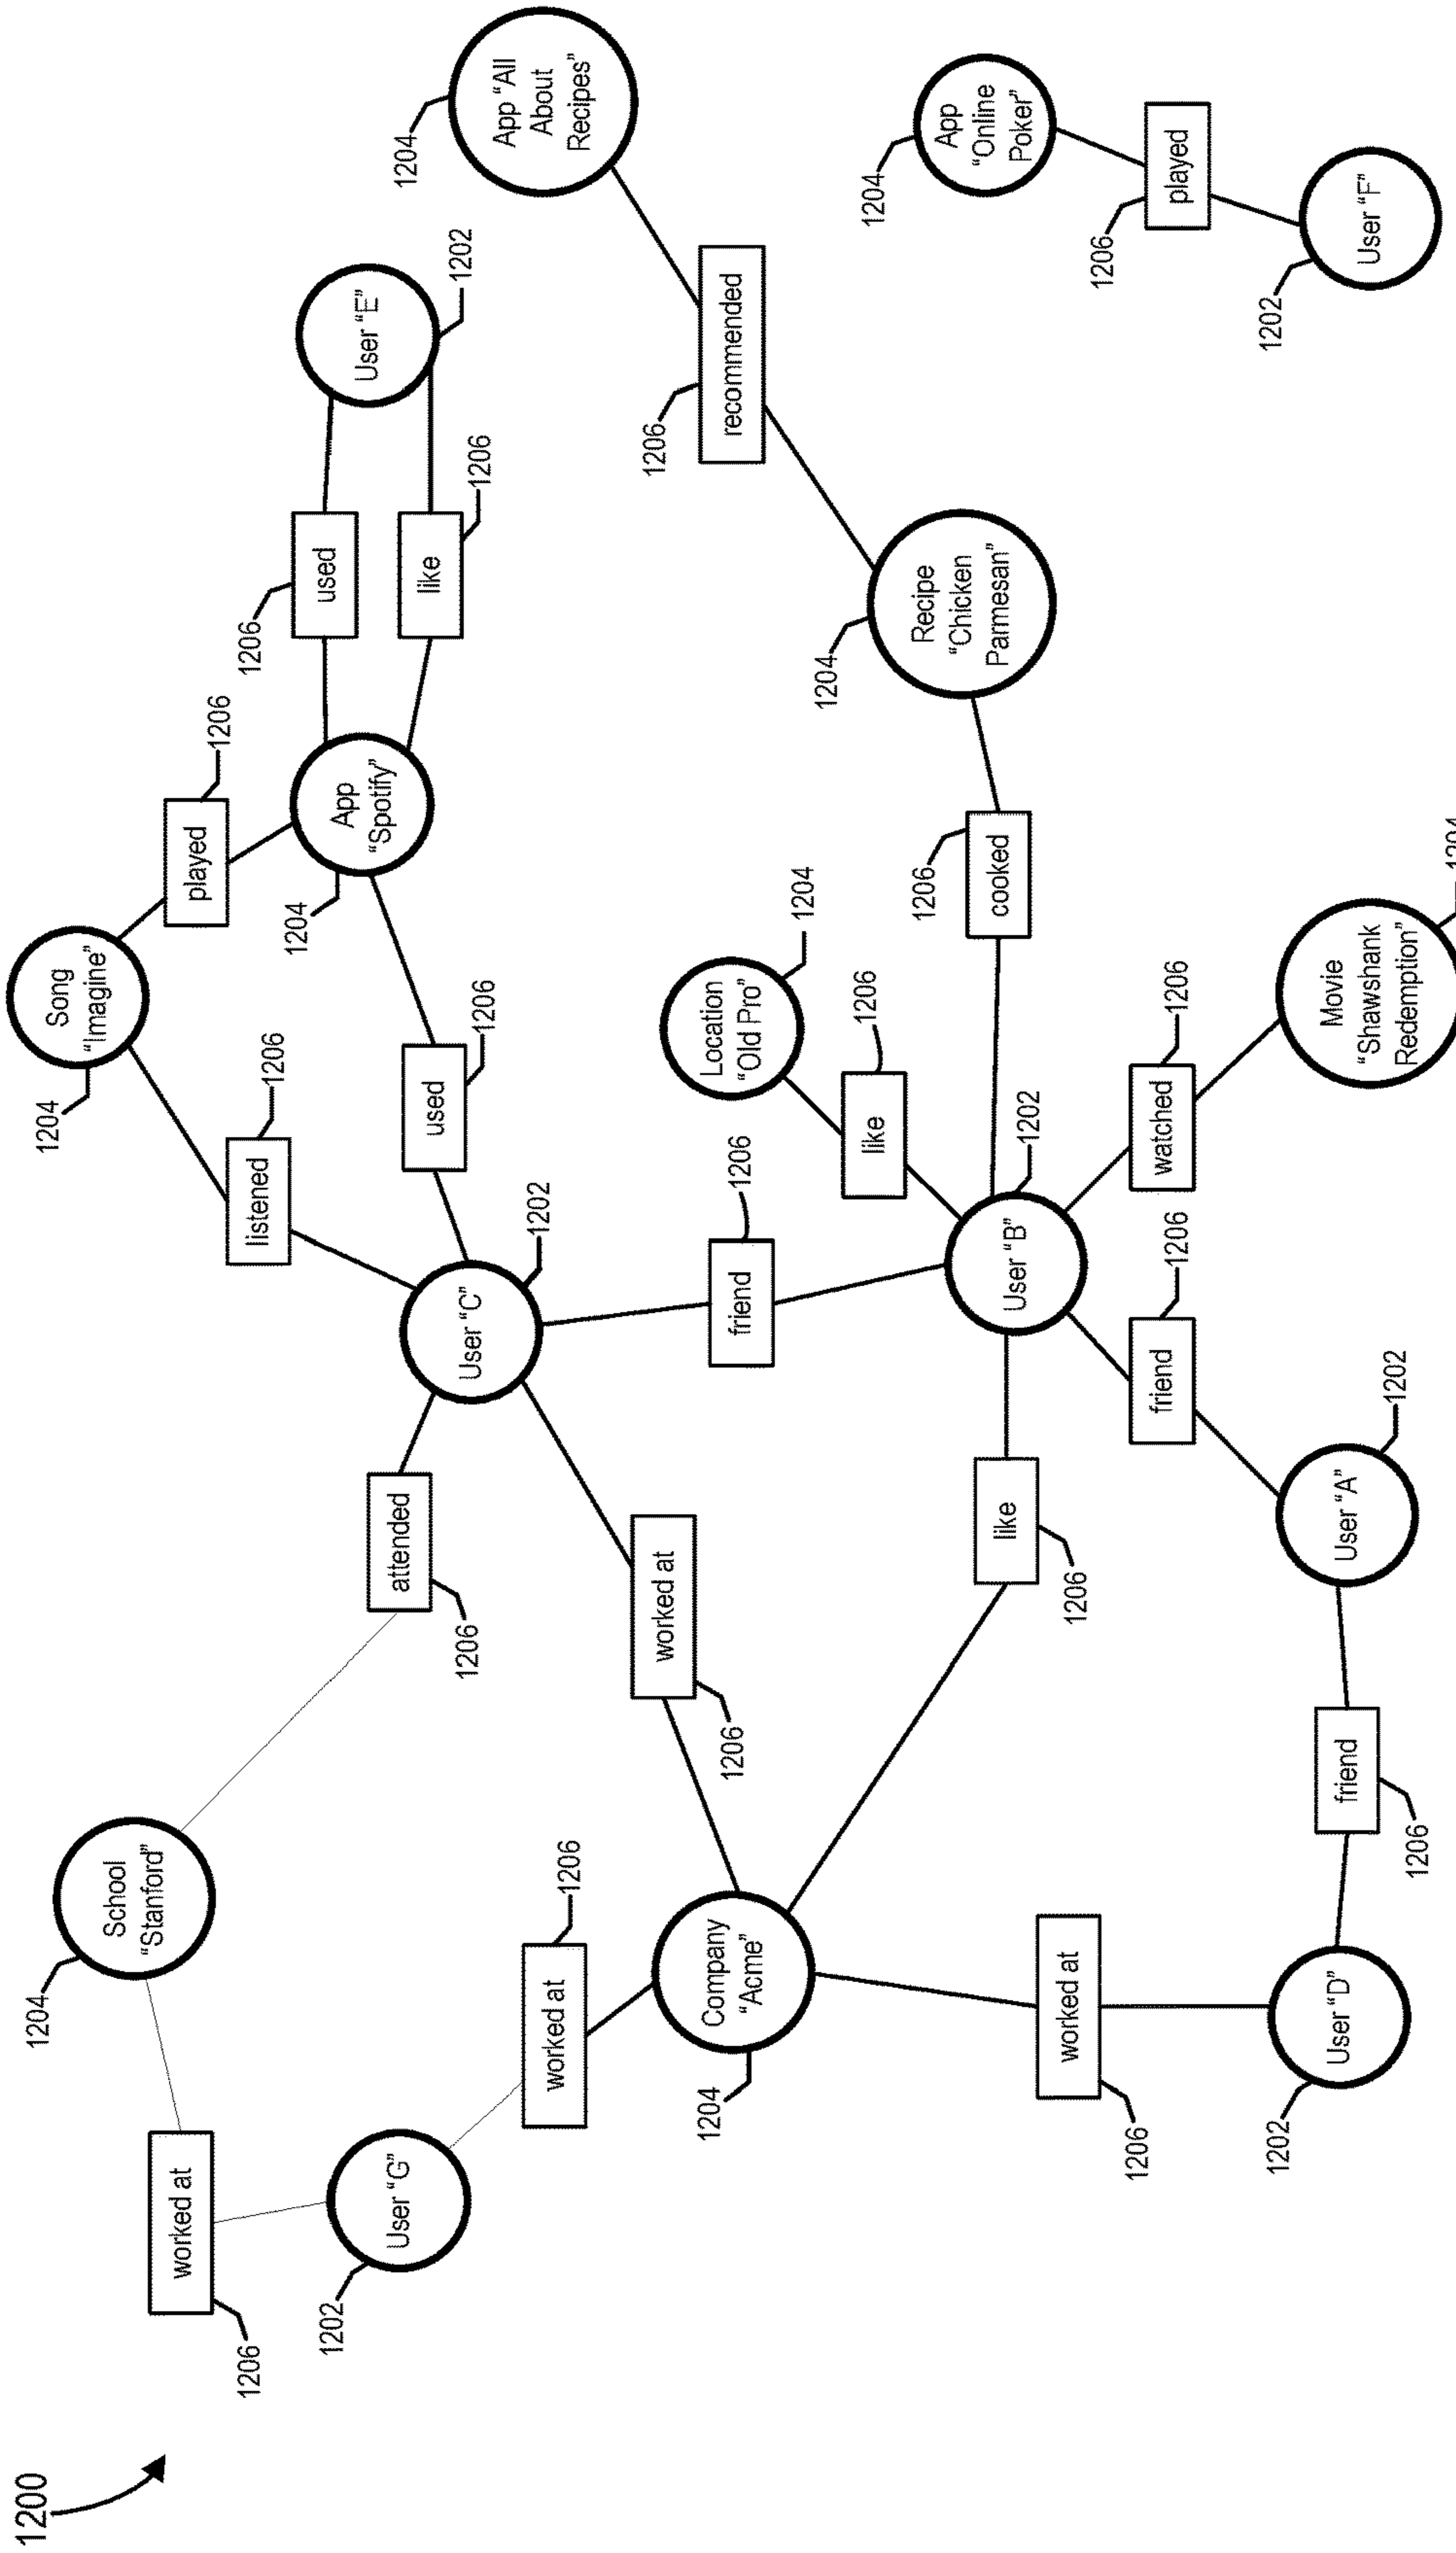 1200
1204
School
“Stanford”
1204
Song
“Imagine”
worked at
1206
played
1206
listened
1206
1202
User “G”
attended
1206
1204
App
“Spotify”
1206
used
User “E”
1202
like
1206
User “C”
1202
used
1206
1204
App “All
About
Recipes”
worked at
1206
worked at
1206
1204
Company
“Acme”
friend
1206
Location
“Old Pro”
1204
1206
recommended
like
1206
1204
Recipe
“Chicken
Parmesan”
1204
App
“Online
Poker”
like
1206
User “B”
1202
1206
cooked
worked at
1206
friend
1206
watched
1206
1206
played
1202
User “D”
friend
1206
User “A”
1202
Movie
“Shawshank
Redemption”
1202
User “F”